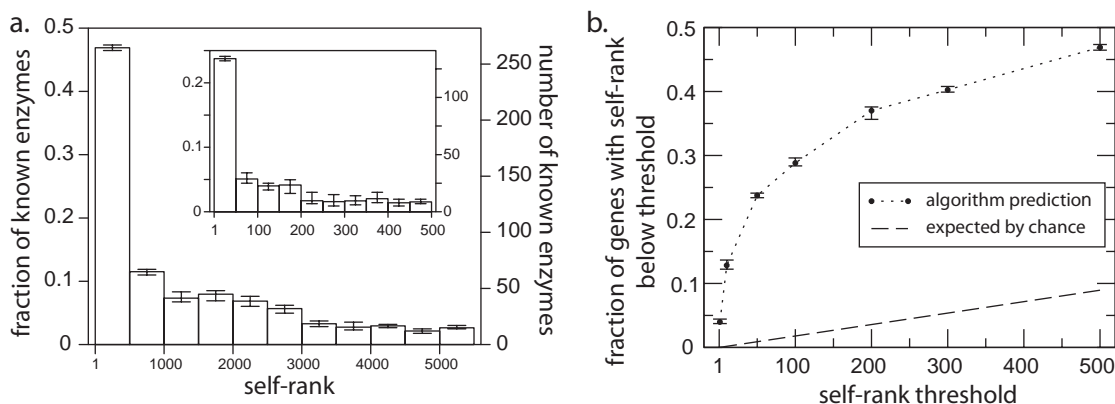 a.
fraction of known enzymes
0.5
0.4
0.3
0.2
0.1
0
1 1000 2000 3000 4000 5000
self-rank
250
200
150
100
50
0
number of known enzymes
0.2
0.1
0
1 100 200 300 400 500
100
50
0
b.
fraction of genes with self-rank
below threshold
0.5
0.4
0.3
0.2
0.1
0
1 100 200 300 400 500
self-rank threshold
algorithm prediction
expected by chance